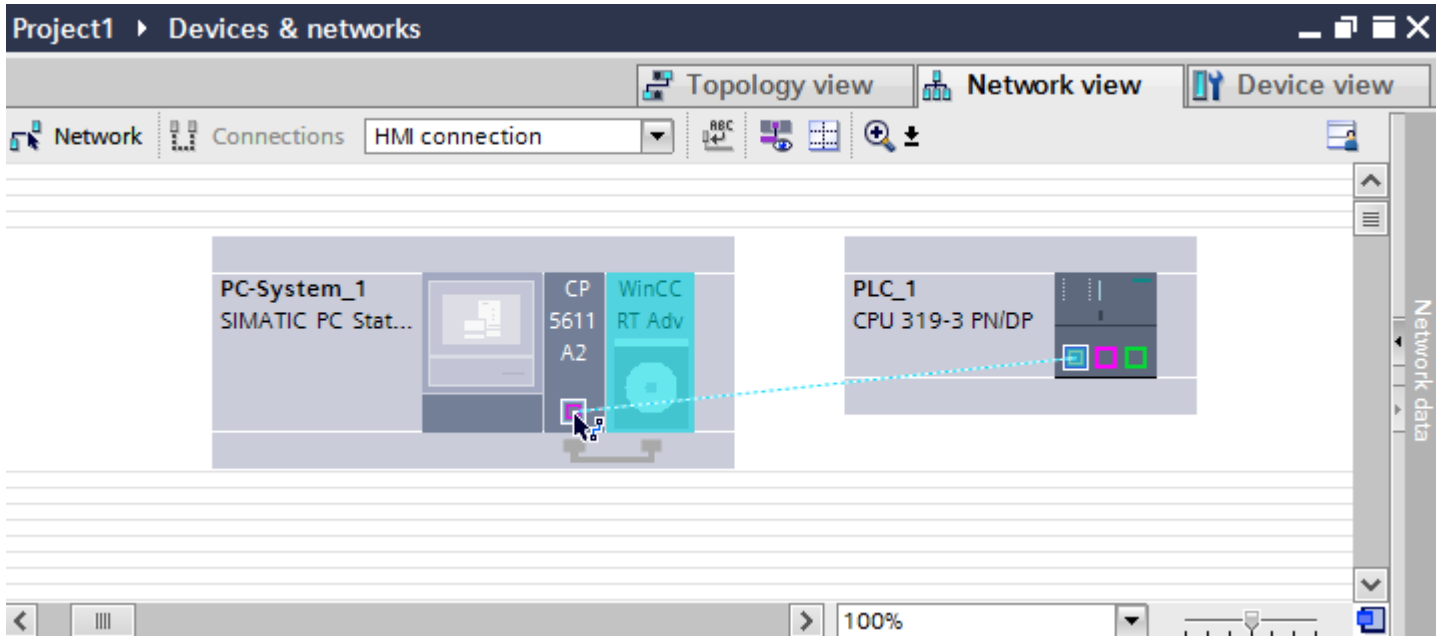 Project1 ▸ Devices & networks
Topology view
Network view
Device view
Network
Connections
HMI connection
ABC
PC-System_1
SIMATIC PC Stat...
CP
5611
A2
WinCC
RT Adv
PLC_1
CPU 319-3 PN/DP
Network data
100%